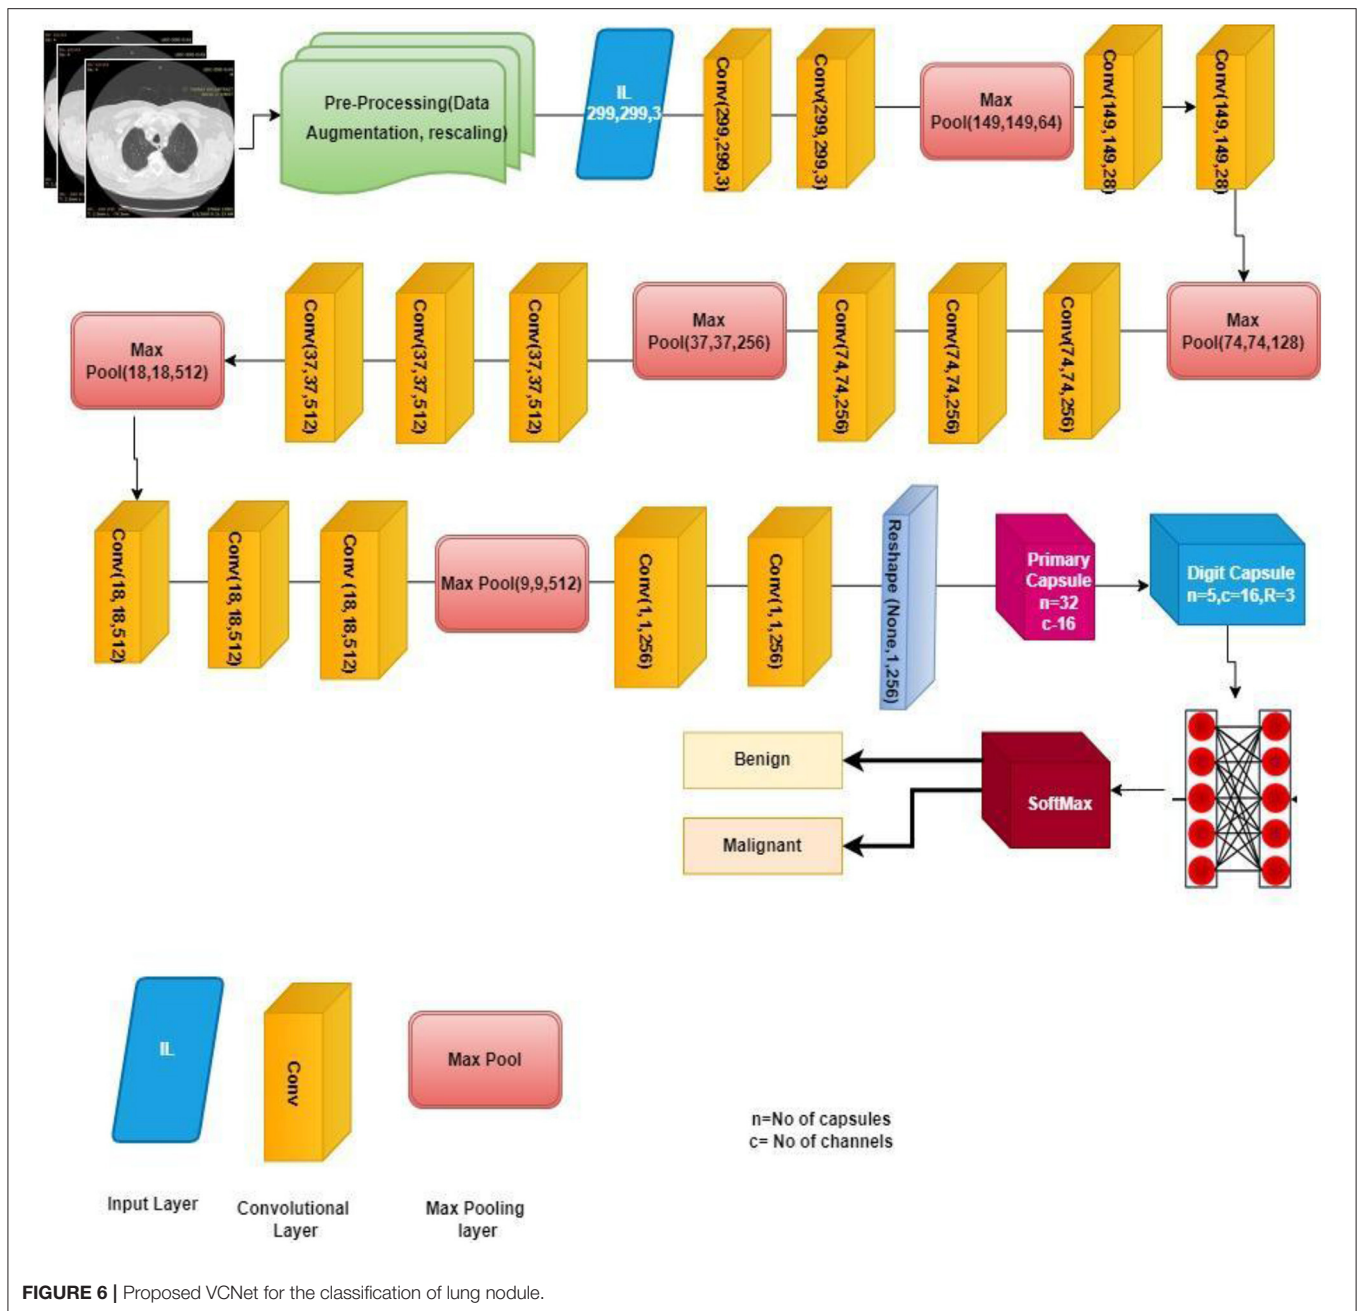 Pre-Processing(Data
Augmentation, rescaling)
IL
299,299,3
Conv(299,299,3)
Conv(299,299,3)
Max
Pool(149,149,64)
Conv(149,149,28)
Conv(149,149,28)
Max
Pool(18,18,512)
Conv(37,37,512)
Conv(37,37,512)
Conv(37,37,512)
Max
Pool(37,37,256)
Conv(74,74,256)
Conv(74,74,256)
Conv(74,74,256)
Max
Pool(74,74,128)
Conv(18,18,512)
Conv(18,18,512)
Conv (18,18,512)
Max Pool(9,9,512)
Conv(1,1,256)
Conv(1,1,256)
Reshape (None,1,256)
Primary
Capsule
n=32
c-16
Digit Capsule
n=5,c=16,R=3
Benign
Malignant
SoftMax
IL
Conv
Max Pool
n=No of capsules
c= No of channels
Input Layer
Convolutional
Layer
Max Pooling
layer
FIGURE 6 | Proposed VCNet for the classification of lung nodule.